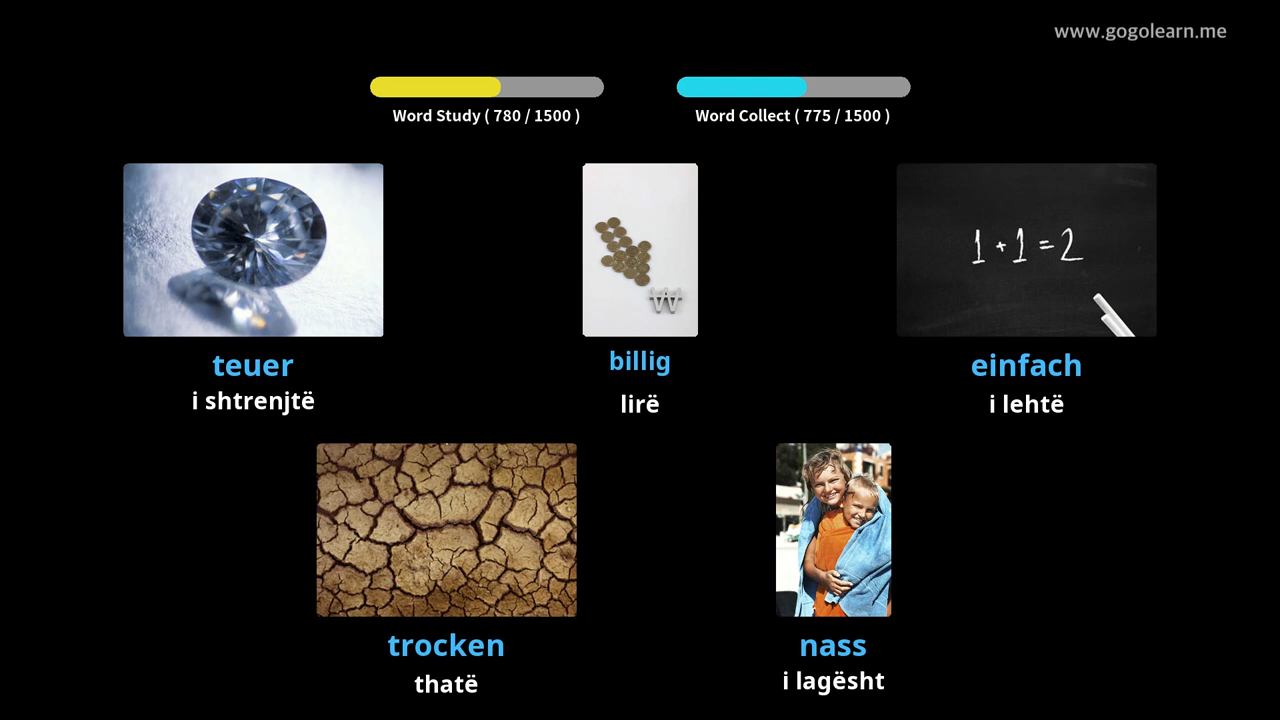 www.gogolearn.me
Word Study ( 780 / 1500 )
Word Collect ( 775 / 1500 )
1 + 1 = 2
₩
teuer
i shtrenjtë
billig
lirë
einfach
i lehtë
trocken
thatë
nass
i lagësht